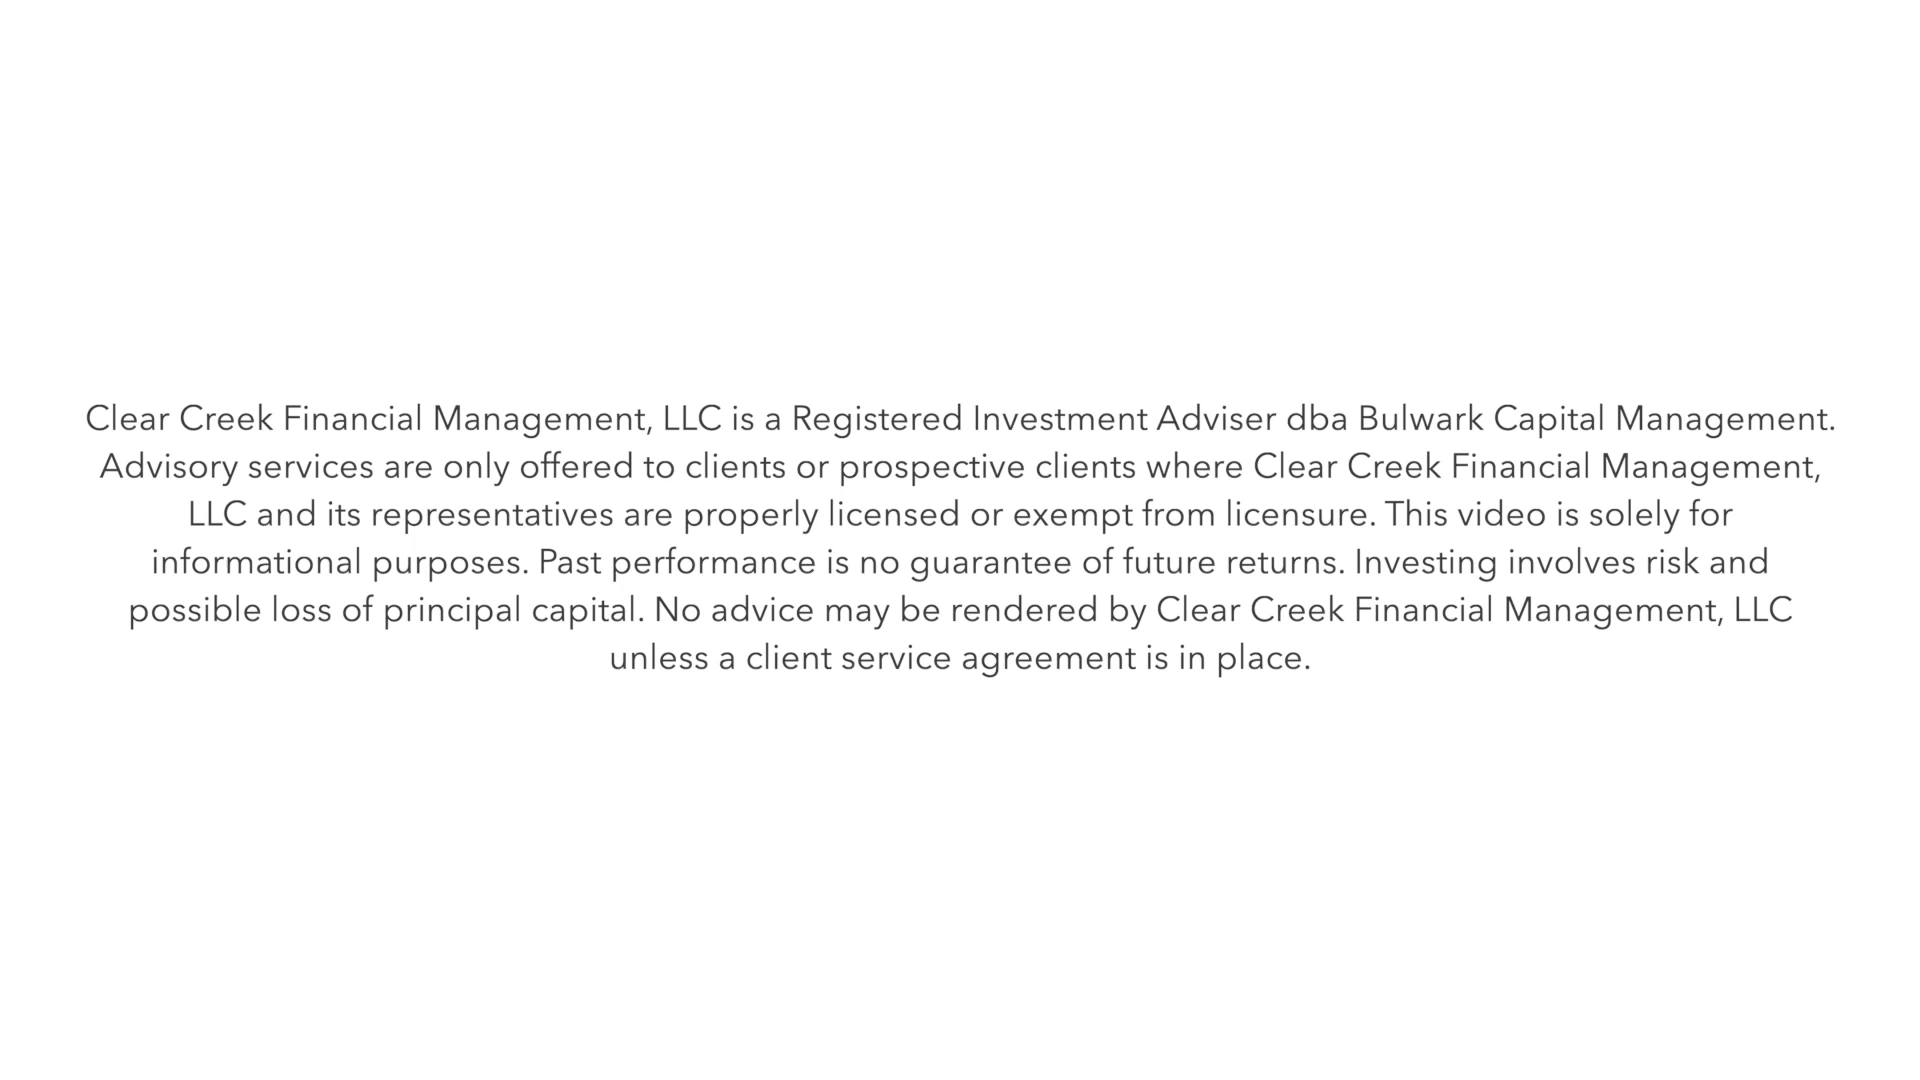 Clear Creek Financial Management, LLC is a Registered Investment Adviser dba Bulwark Capital Management.
Advisory services are only offered to clients or prospective clients where Clear Creek Financial Management,
LLC and its representatives are properly licensed or exempt from licensure. This video is solely for
informational purposes. Past performance is no guarantee of future returns. Investing involves risk and
possible loss of principal capital. No advice may be rendered by Clear Creek Financial Management, LLC
unless a client service agreement is in place.